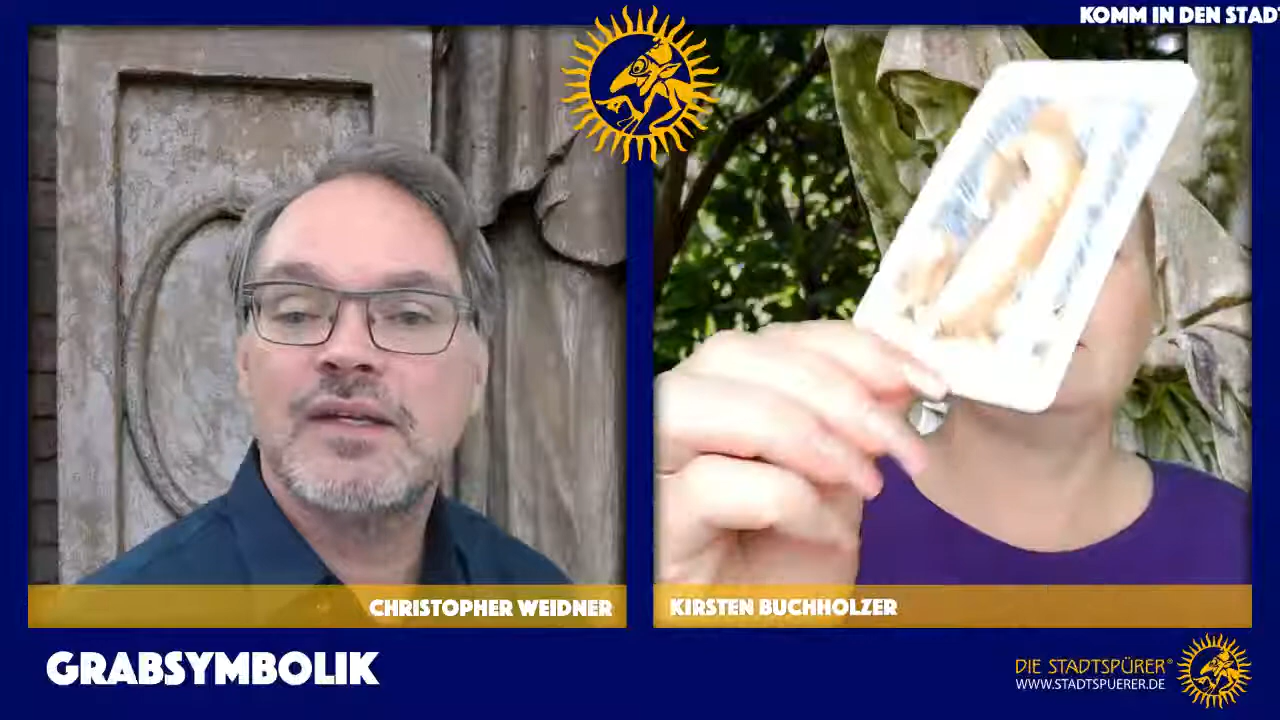 KOMM IN DEN STADT
CHRISTOPHER WEIDNER
KIRSTEN BUCHHOLZER
GRABSYMBOLIK
DIE STADTSPÜRER®
WWW.STADTSPUERER.DE